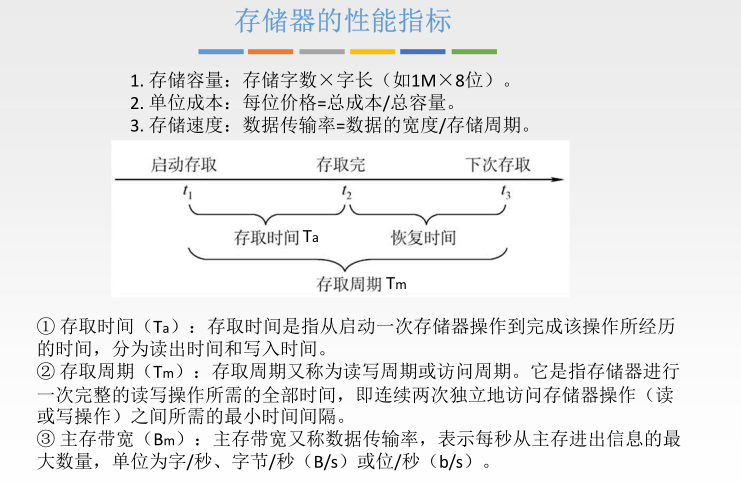 存储器的性能指标
1. 存储容量：存储字数×字长（如1M×8位）。
2. 单位成本：每位价格=总成本/总容量。
3. 存储速度：数据传输率=数据的宽度/存储周期。
启动存取 存取完 下次存取
t1 t2 t3
存取时间 Ta 恢复时间
存取周期 Tm
① 存取时间（Ta）：存取时间是指从启动一次存储器操作到完成该操作所经历
的时间，分为读出时间和写入时间。
② 存取周期（Tm）：存取周期又称为读写周期或访问周期。它是指存储器进行
一次完整的读写操作所需的全部时间，即连续两次独立地访问存储器操作（读
或写操作）之间所需的最小时间间隔。
③ 主存带宽（Bm）：主存带宽又称数据传输率，表示每秒从主存进出信息的最
大数量，单位为字/秒、字节/秒（B/s）或位/秒（b/s）。